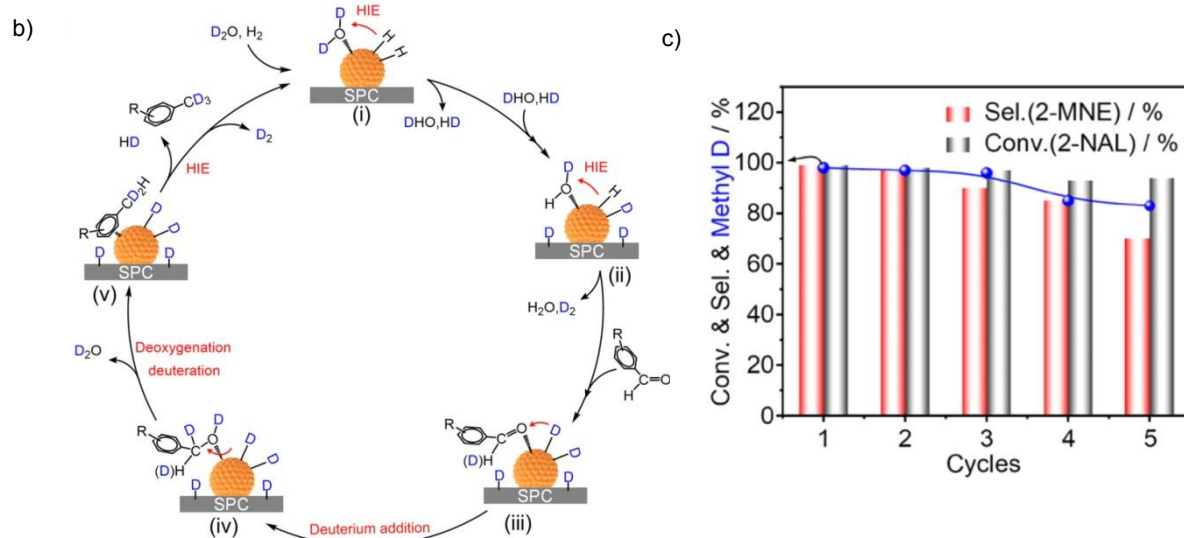 b)
D₂O, H₂
D
D
O
HIE
H
H
SPC
(i)
DHO,HD
DHO,HD
D
O
H
HIE
H
D
D
D
SPC
(ii)
H₂O,D₂
R
H
O
R
O
(D)H
D
D
D
D
D
SPC
(iii)
Deuterium addition
R
D
D
O
C
(D)H
D
D
D
D
SPC
(iv)
D₂O
Deoxygenation
deuteration
R
CD₂H
D
D
D
D
SPC
(v)
HIE
HD
R
CD₃
D₂
c)
Conv. & Sel. & Methyl D / %
120
100
80
60
40
20
0
Sel.(2-MNE) / %
Conv.(2-NAL) / %
1 2 3 4 5
Cycles